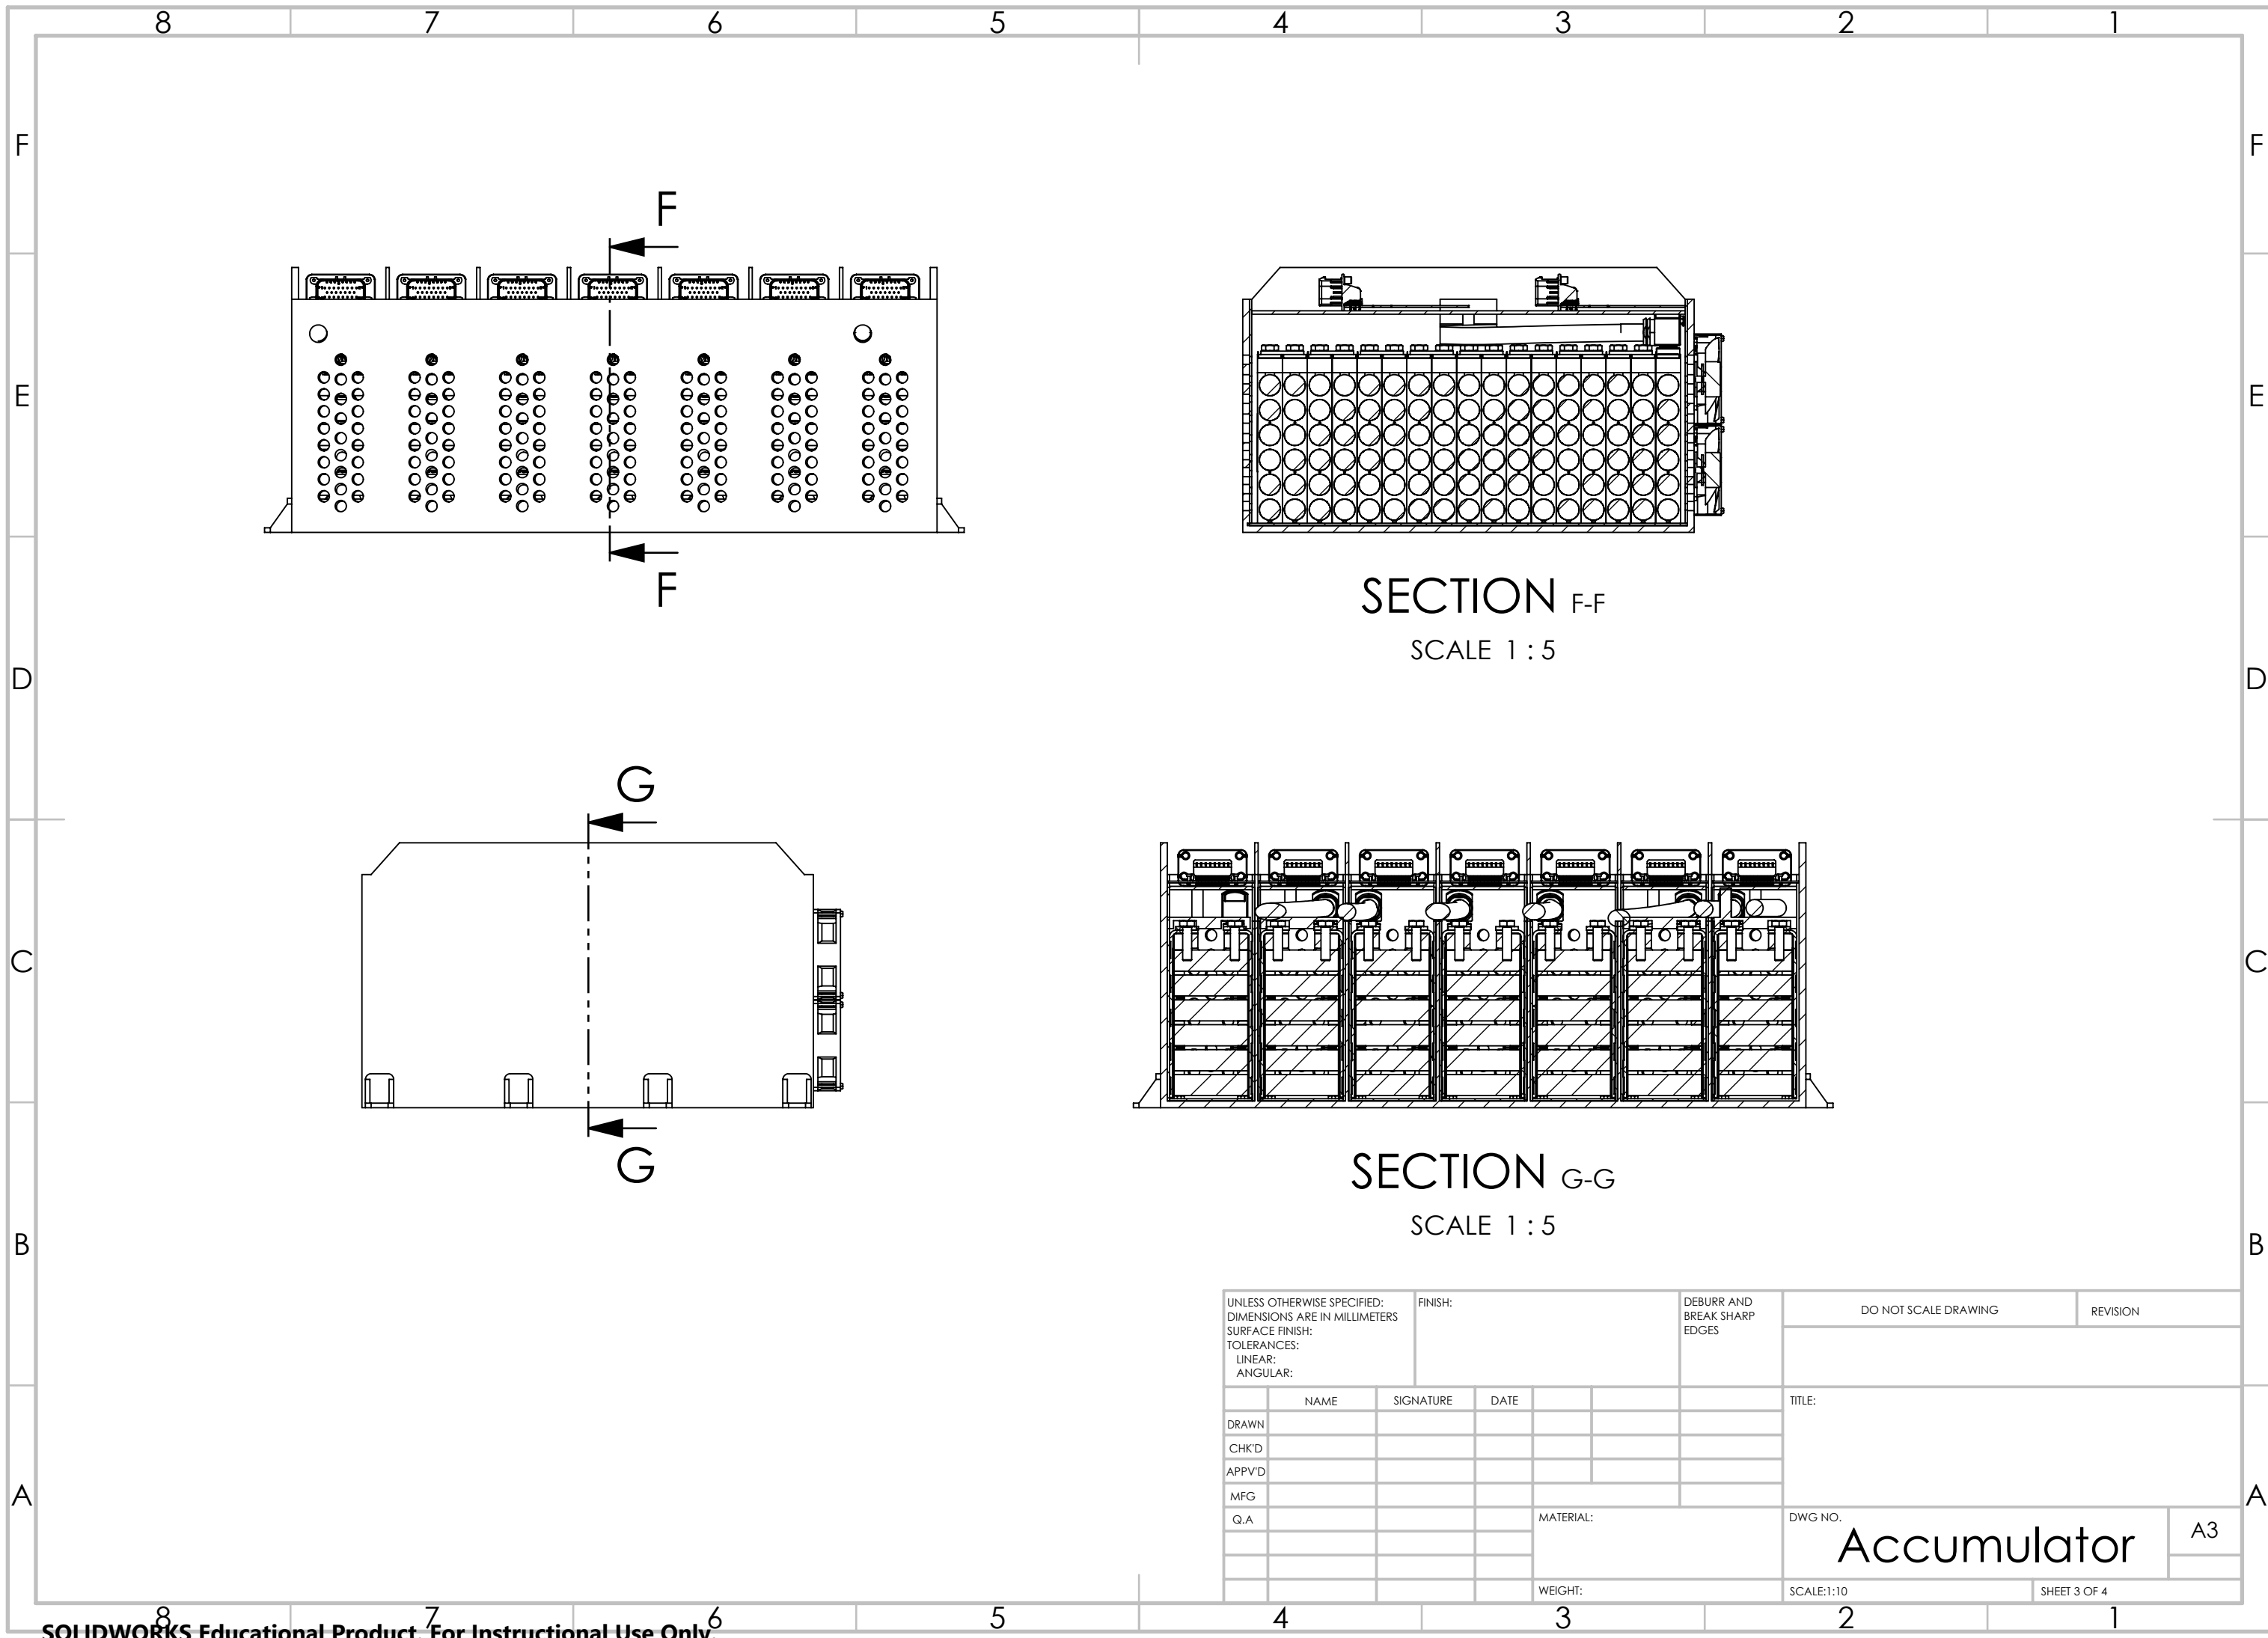 8 7 6 5 4 3 2 1
F F
F
E E
F
SECTION F-F
SCALE 1 : 5
D D
G
C C
G
SECTION G-G
SCALE 1 : 5
B B
UNLESS OTHERWISE SPECIFIED:
DIMENSIONS ARE IN MILLIMETERS
SURFACE FINISH:
TOLERANCES:
LINEAR:
ANGULAR:
FINISH:
DEBURR AND
BREAK SHARP
EDGES
DO NOT SCALE DRAWING
REVISION
NAME SIGNATURE DATE
TITLE:
DRAWN
CHK'D
APPV'D
MFG
Q.A
A A
MATERIAL:
DWG NO.
Accumulator
A3
WEIGHT:
SCALE:1:10
SHEET 3 OF 4
8 7 6 5 4 3 2 1
SOLIDWORKS Educational Product. For Instructional Use Only.